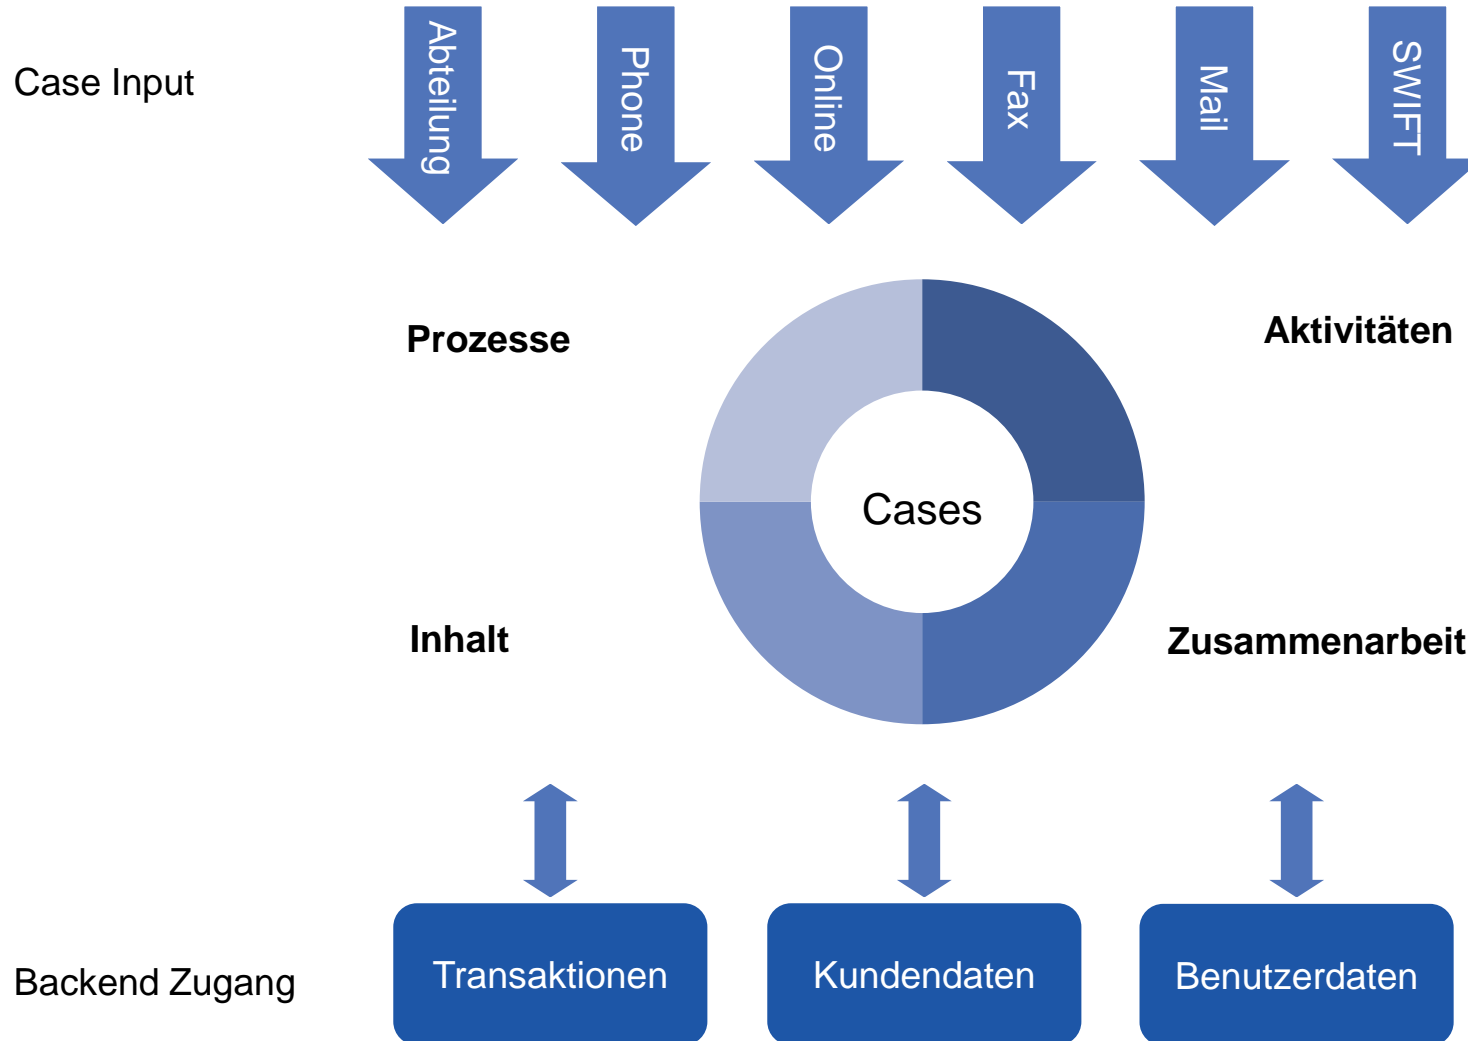 Case Input
Abteilung
Phone
Online
Fax
Mail
SWIFT
Prozesse
Aktivitäten
Cases
Inhalt
Zusammenarbeit
Backend Zugang
Transaktionen
Kundendaten
Benutzerdaten